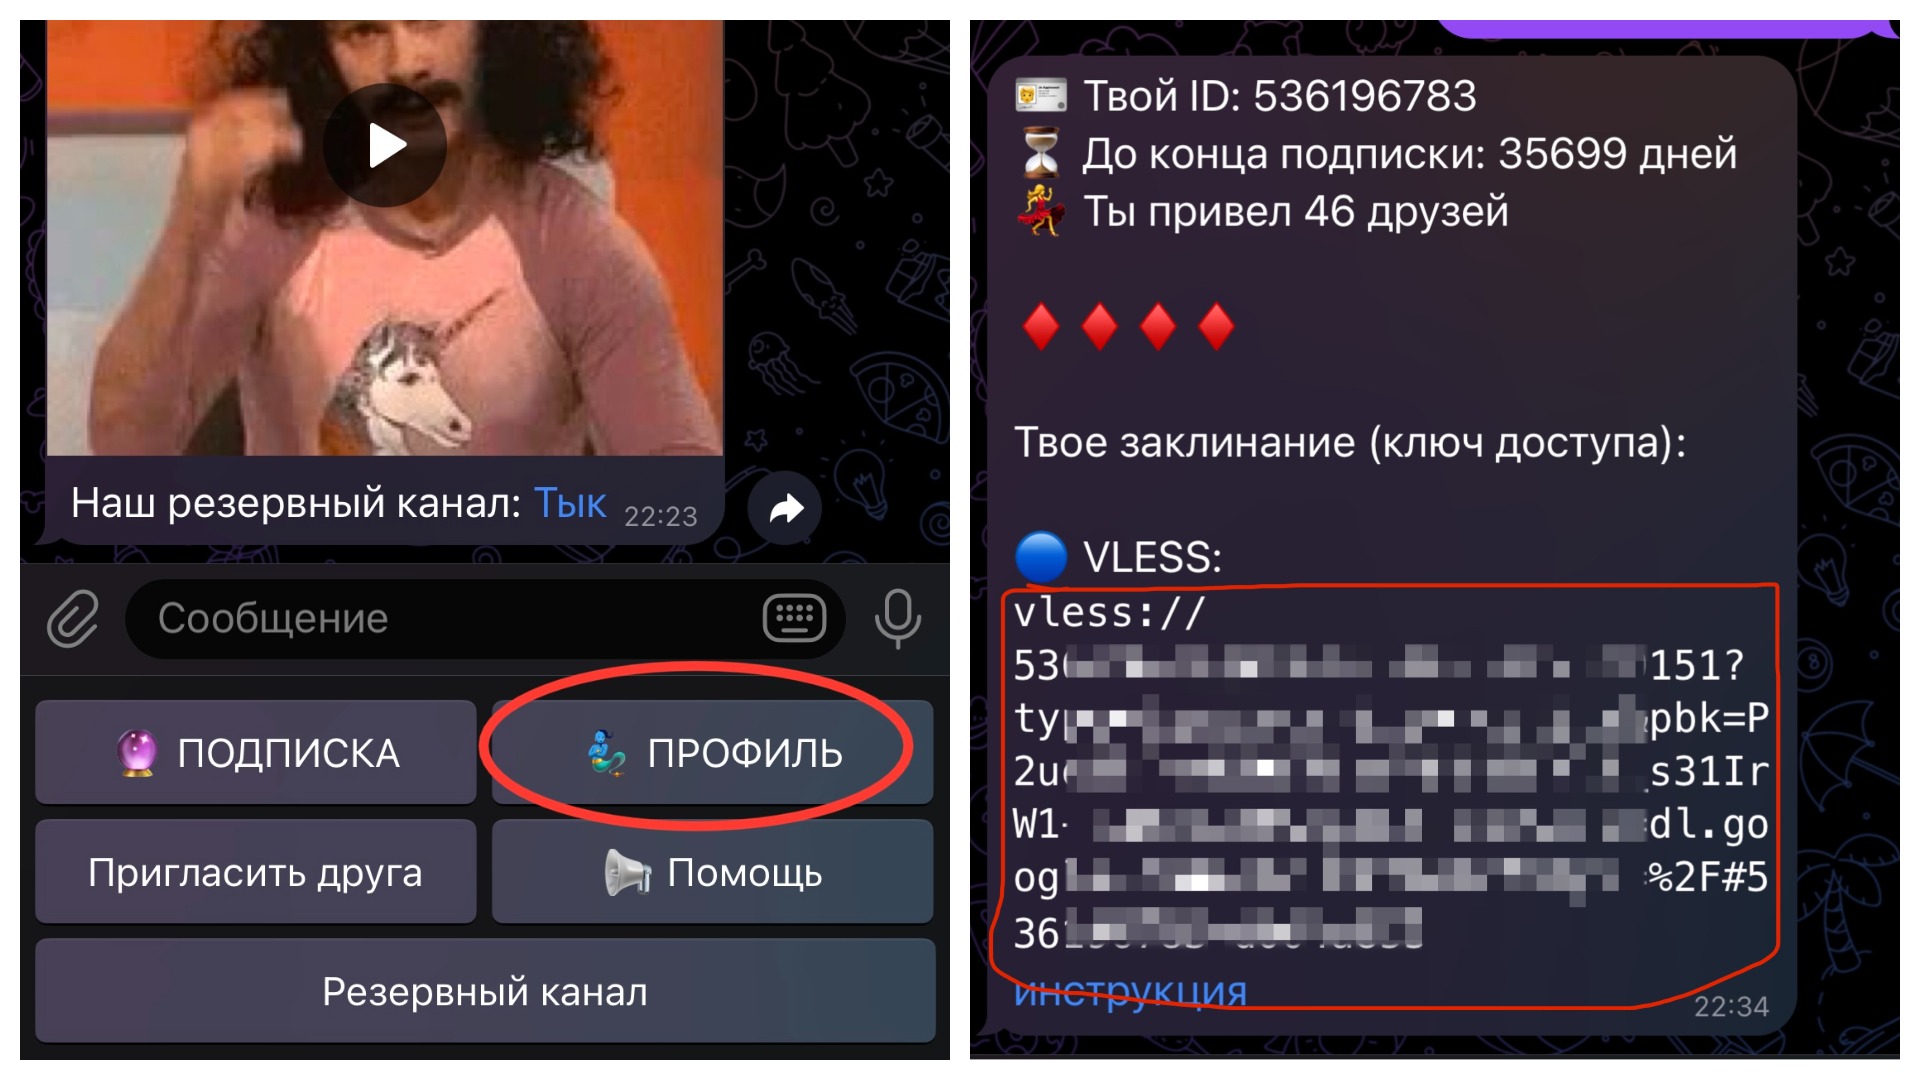 Наш резервный канал: Тык 22:23
Сообщение
ПОДПИСКА
ПРОФИЛЬ
Пригласить друга
Помощь
Резервный канал
Твой ID: 536196783
До конца подписки: 35699 дней
Ты привел 46 друзей
Твое заклинание (ключ доступа):
VLESS:
vless://
53 151?
ty pbk=P
2u _s31Ir
W1 dl.go
og %2F#5
36
инструкция
22:34